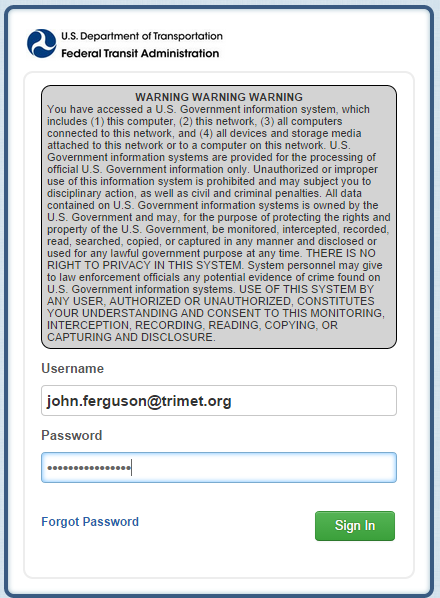 U.S. Department of Transportation
Federal Transit Administration
WARNING WARNING WARNING
You have accessed a U.S. Government information system, which
includes (1) this computer, (2) this network, (3) all computers
connected to this network, and (4) all devices and storage media
attached to this network or to a computer on this network. U.S.
Government information systems are provided for the processing of
official U.S. Government information only. Unauthorized or improper
use of this information system is prohibited and may subject you to
disciplinary action, as well as civil and criminal penalties. All data
contained on U.S. Government information systems is owned by the
U.S. Government and may, for the purpose of protecting the rights and
property of the U.S. Government, be monitored, intercepted, recorded,
read, searched, copied, or captured in any manner and disclosed or
used for any lawful government purpose at any time. THERE IS NO
RIGHT TO PRIVACY IN THIS SYSTEM. System personnel may give
to law enforcement officials any potential evidence of crime found on
U.S. Government information systems. USE OF THIS SYSTEM BY
ANY USER, AUTHORIZED OR UNAUTHORIZED, CONSTITUTES
YOUR UNDERSTANDING AND CONSENT TO THIS MONITORING,
INTERCEPTION, RECORDING, READING, COPYING, OR
CAPTURING AND DISCLOSURE.
Username
john.ferguson@trimet.org
Password
••••••••••••••••
Forgot Password
Sign In